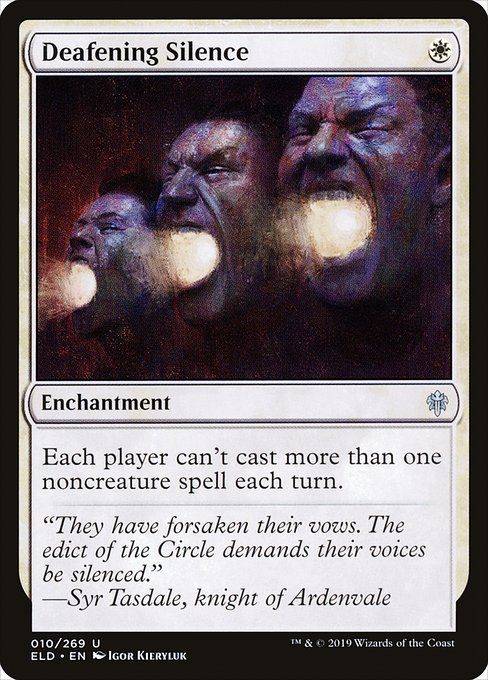 Deafening Silence
Enchantment
Each player can't cast more than one
noncreature spell each turn.
“They have forsaken their vows. The
edict of the Circle demands their voices
be silenced.”
—Syr Tasdale, knight of Ardenvale
010/269 U
ELD • EN Igor Kieryluk
™ & © 2019 Wizards of the Coast